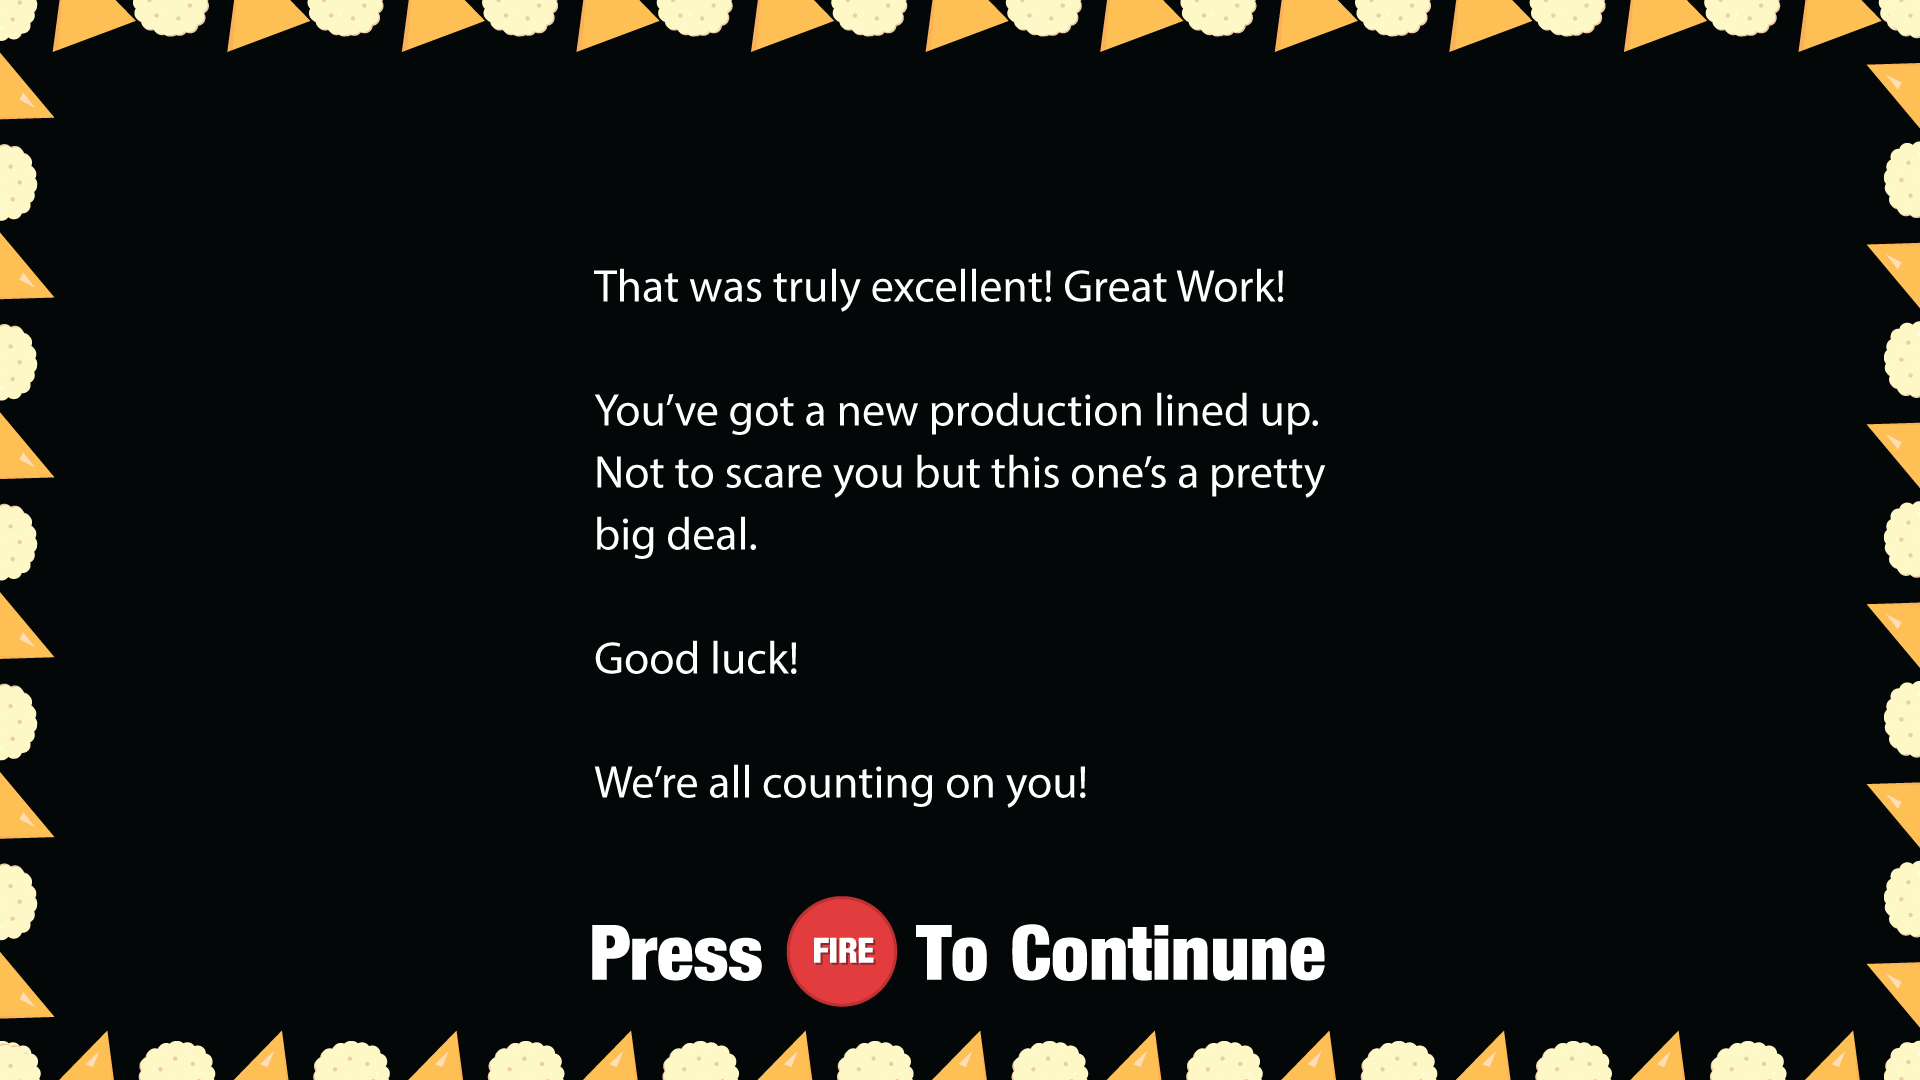 That was truly excellent! Great Work!
You’ve got a new production lined up.
Not to scare you but this one’s a pretty
big deal.
Good luck!
We’re all counting on you!
Press FIRE To Continune